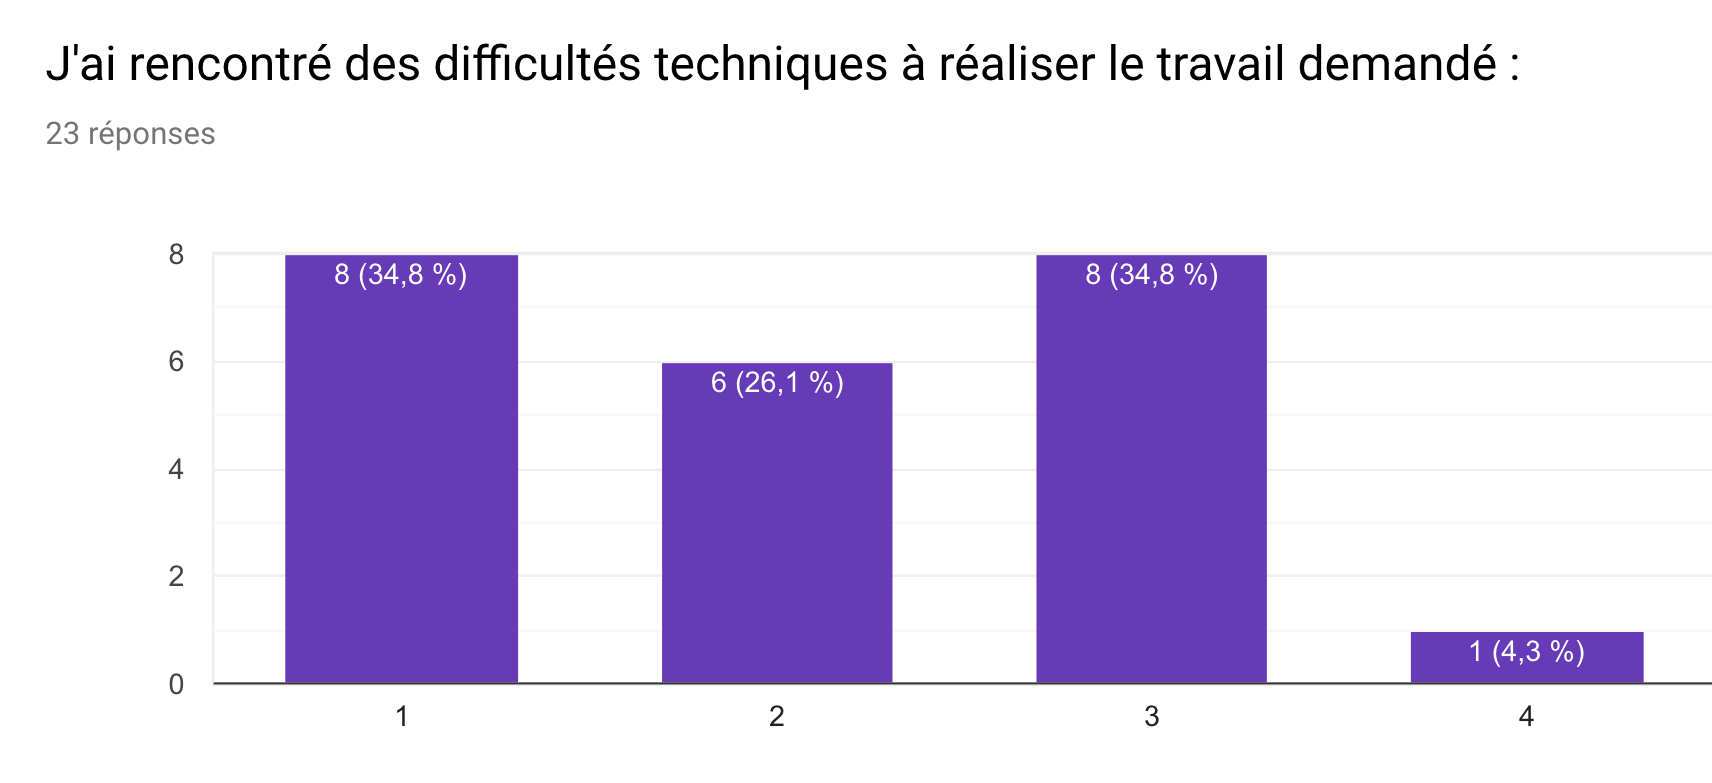 J'ai rencontré des difficultés techniques à réaliser le travail demandé :
23 réponses
8
8 (34,8 %)
8 (34,8 %)
6
6 (26,1 %)
4
2
1 (4,3 %)
0
1 2 3 4